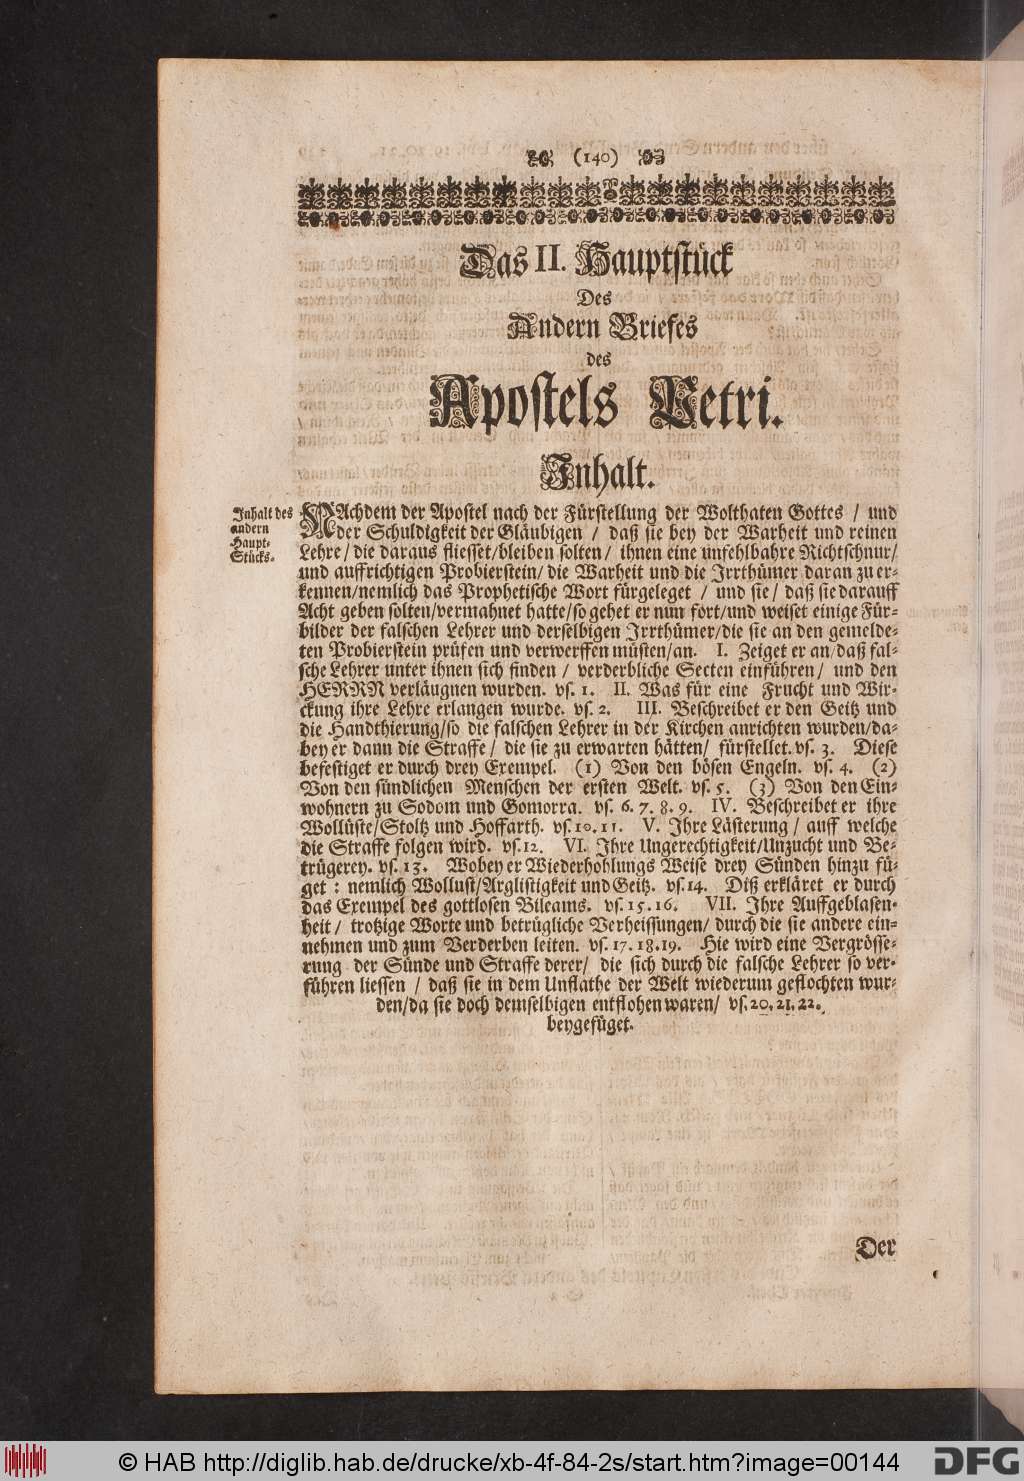 (140)
Das II. Hauptstück
Des
Andern Briefes
des
Apostels Petri.
Inhalt.
Inhalt des
andern
Haupt-
Stücks.
NAchdem der Apostel nach der Fürstellung der Wolthaten Gottes / und
der Schuldigkeit der Gläubigen / daß sie bey der Warheit und reinen
Lehre / die daraus fliesset/bleiben solten / ihnen eine unfehlbahre Richtschnur/
und auffrichtigen Probierstein/ die Warheit und die Irrthümer daran zu er-
kennen/nemlich das Prophetische Wort fürgeleget / und sie / daß sie darauff
Acht geben solten/vermahnet hatte/so gehet er nun fort/und weiset einige Für-
bilder der falschen Lehrer und derselbigen Irrthümer/die sie an den gemelde-
ten Probierstein prüfen und verwerffen müsten/an. I. Zeiget er an/daß fal-
sche Lehrer unter ihnen sich finden / verderbliche Secten einführen / und den
HERRN verläugnen wurden. vs. 1. II. Was für eine Frucht und Wir-
ckung ihre Lehre erlangen wurde. vs. 2. III. Beschreibet er den Geitz und
die Handthierung/so die falschen Lehrer in der Kirchen anrichten wurden/da-
bey er dann die Straffe / die sie zu erwarten hätten/ fürstellet. vs. 3. Diese
befestiget er durch drey Exempel. (1) Von den bösen Engeln. vs. 4. (2)
Von den sündlichen Menschen der ersten Welt. vs. 5. (3) Von den Ein-
wohnern zu Sodom und Gomorra. vs. 6. 7. 8. 9. IV. Beschreibet er ihre
Wollüste/Stoltz und Hoffarth. vs. 10. 11. V. Ihre Lästerung / auff welche
die Straffe folgen wird. vs. 12. VI. Ihre Ungerechtigkeit/Unzucht und Be-
trügerey. vs. 13. Wobey er Wiederhohlungs Weise drey Sünden hinzu fü-
get : nemlich Wollust/Arglistigkeit und Geitz. vs. 14. Diß erkläret er durch
das Exempel des gottlosen Bileams. vs. 15. 16. VII. Ihre Auffgeblasen-
heit / trotzige Worte und betrügliche Verheissungen/ durch die sie andere ein-
nehmen und zum Verderben leiten. vs. 17. 18. 19. Hie wird eine Vergrösse-
rung der Sünde und Straffe derer/ die sich durch die falsche Lehrer so ver-
führen liessen / daß sie in dem Unflathe der Welt wiederum geflochten wur-
den/da sie doch demselbigen entflohen waren/ vs. 20. 21. 22.
beygefüget.
Der
© HAB http://diglib.hab.de/drucke/xb-4f-84-2s/start.htm?image=00144
DFG